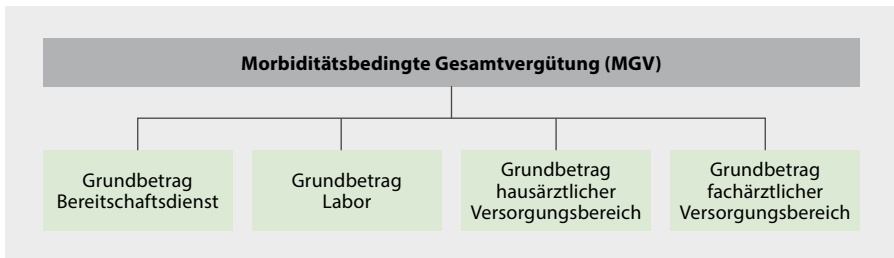 Morbiditätsbedingte Gesamtvergütung (MGV)
Grundbetrag
Bereitschaftsdienst
Grundbetrag
Labor
Grundbetrag
hausärztlicher
Versorgungsbereich
Grundbetrag
fachärztlicher
Versorgungsbereich